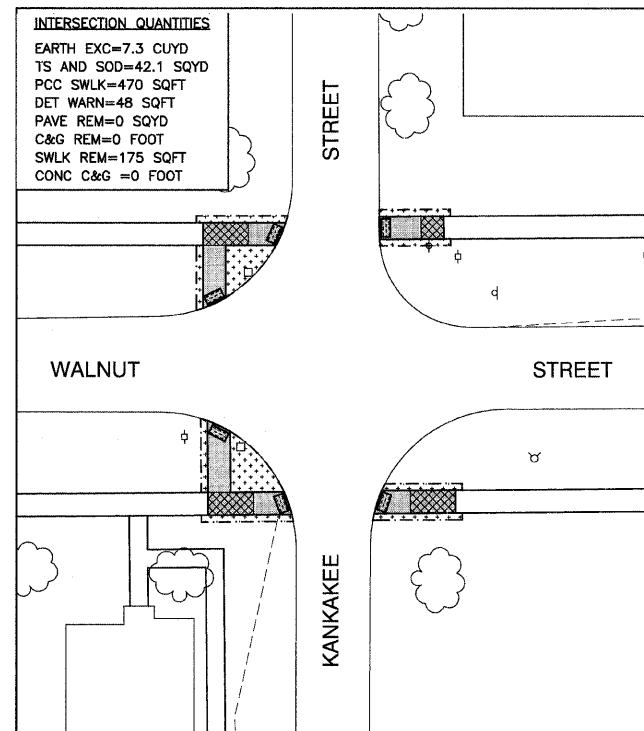 INTERSECTION QUANTITIES
EARTH EXC=7.3 CUYD
TS AND SOD=42.1 SQYD
PCC SWLK=470 SQFT
DET WARN=48 SQFT
PAVE REM=0 SQYD
C&G REM=0 FOOT
SWLK REM=175 SQFT
CONC C&G =0 FOOT
STREET
WALNUT
STREET
KANKAKEE